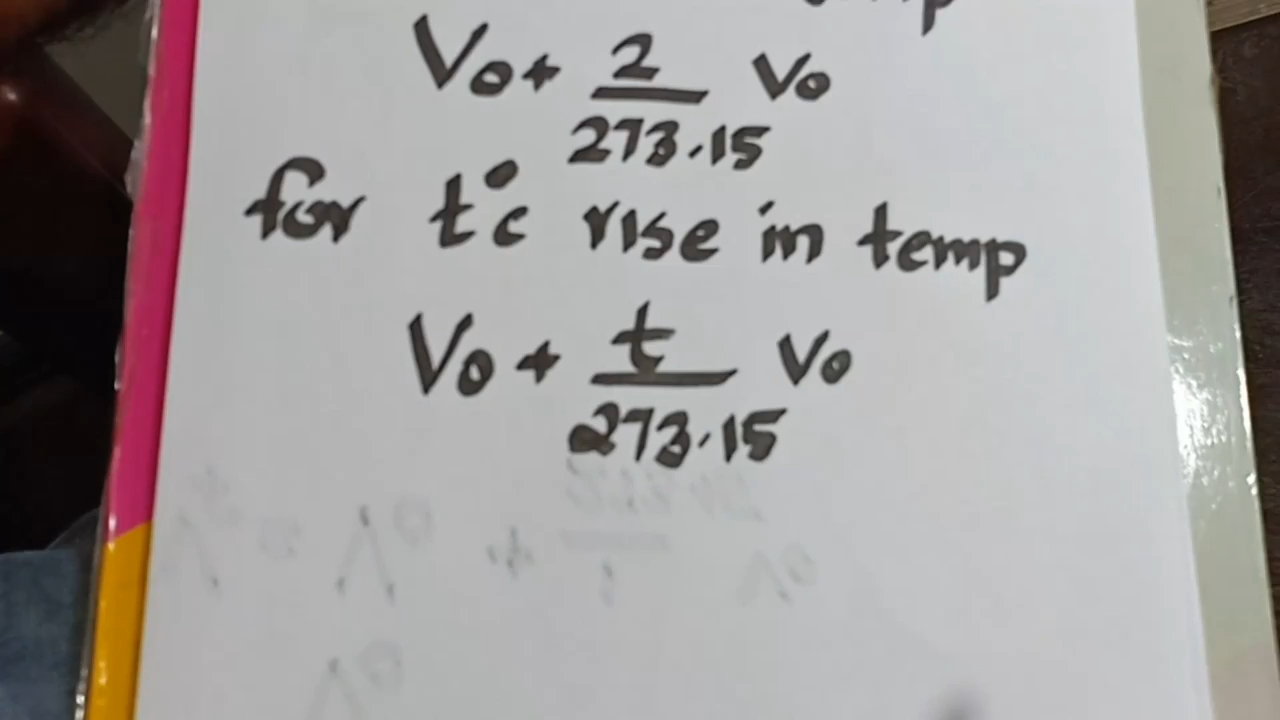 V₀ + 2/273.15 V₀
for t°c rise in temp
V₀ + t/273.15 V₀